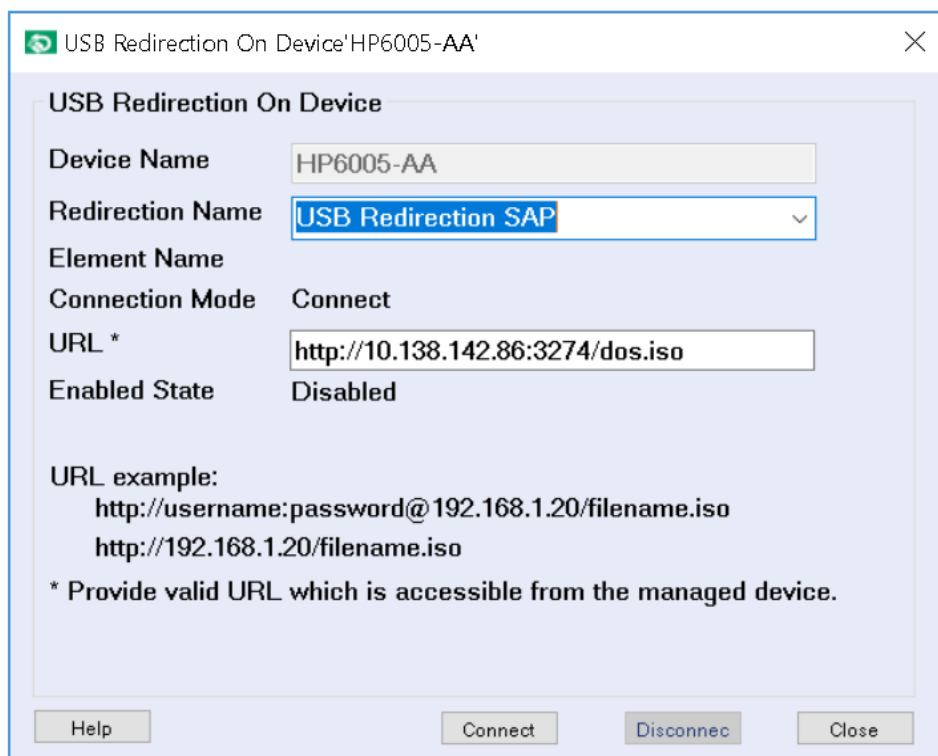 USB Redirection On Device'HP6005-AA'
USB Redirection On Device
Device Name HP6005-AA
Redirection Name USB Redirection SAP
Element Name
Connection Mode Connect
URL * http://10.138.142.86:3274/dos.iso
Enabled State Disabled
URL example:
http://username:password@192.168.1.20/filename.iso
http://192.168.1.20/filename.iso
* Provide valid URL which is accessible from the managed device.
Help Connect Disconnec Close